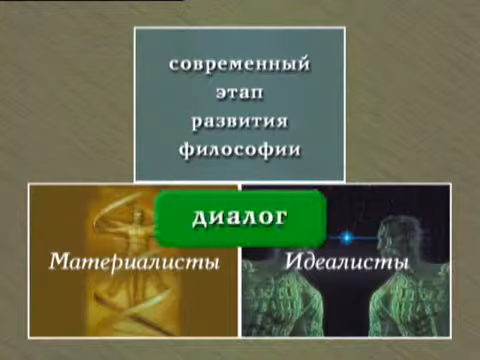 современный
этап
развития
философии
диалог
Материалисты
Идеалисты